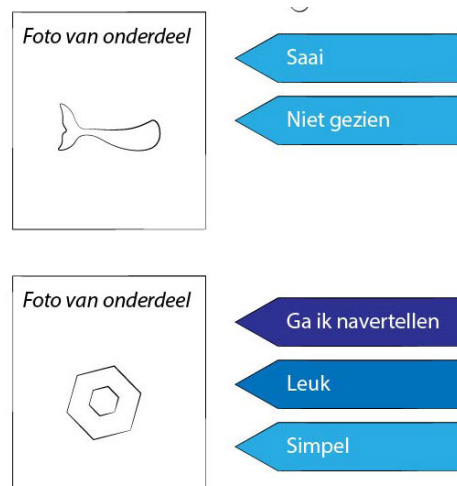 Foto van onderdeel
Saai
Niet gezien
Foto van onderdeel
Ga ik navertellen
Leuk
Simpel